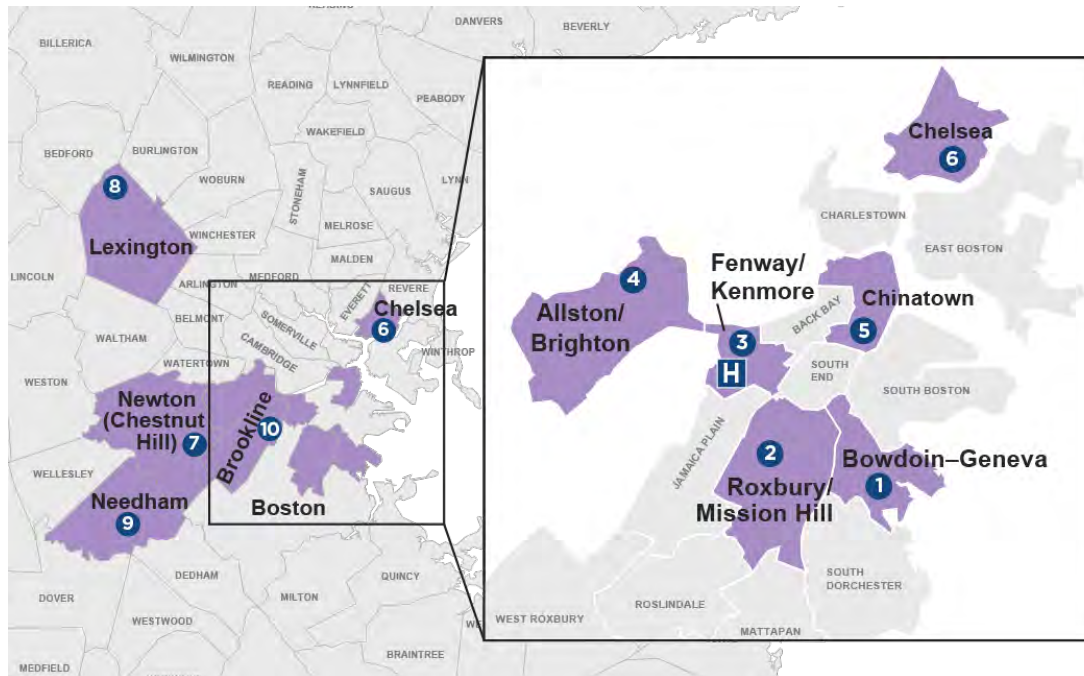 DANVERS
BEVERLY
BILLERICA
WILMINGTON
READING
LYNNFIELD
PEABODY
WAKEFIELD
BEDFORD
BURLINGTON
WOBURN
STONEHAM
SAUGUS
LYNN
8
Lexington
WINCHESTER
MELROSE
MALDEN
LINCOLN
MEDFORD
ARLINGTON
EVERETT
REVERE
Chelsea
6
BELMONT
SOMERVILLE
WALTHAM
CAMBRIDGE
WINTHROP
WATERTOWN
WESTON
Newton
(Chestnut
Hill)
7
Brookline
10
WELLESLEY
Needham
9
Boston
DEDHAM
QUINCY
DOVER
MILTON
WESTWOOD
BRAINTREE
MEDFIELD
Chelsea
6
CHARLESTOWN
EAST BOSTON
Fenway/
Kenmore
4
Allston/
Brighton
3
H
BACK BAY
Chinatown
5
SOUTH
END
SOUTH BOSTON
JAMAICA PLAIN
2
Roxbury/
Mission Hill
Bowdoin–Geneva
1
SOUTH
DORCHESTER
ROSLINDALE
WEST ROXBURY
MATTAPAN